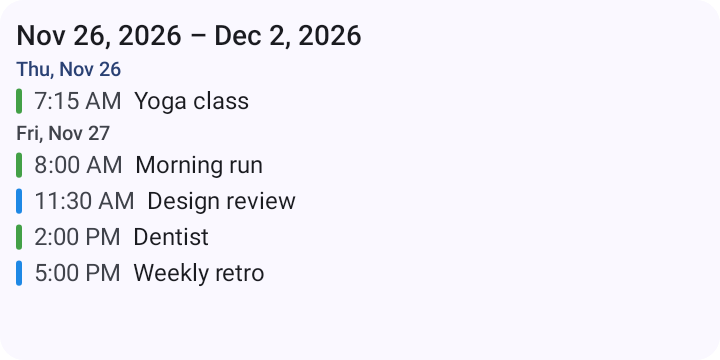 Nov 26, 2026 – Dec 2, 2026
Thu, Nov 26
7:15 AM Yoga class
Fri, Nov 27
8:00 AM Morning run
11:30 AM Design review
2:00 PM Dentist
5:00 PM Weekly retro